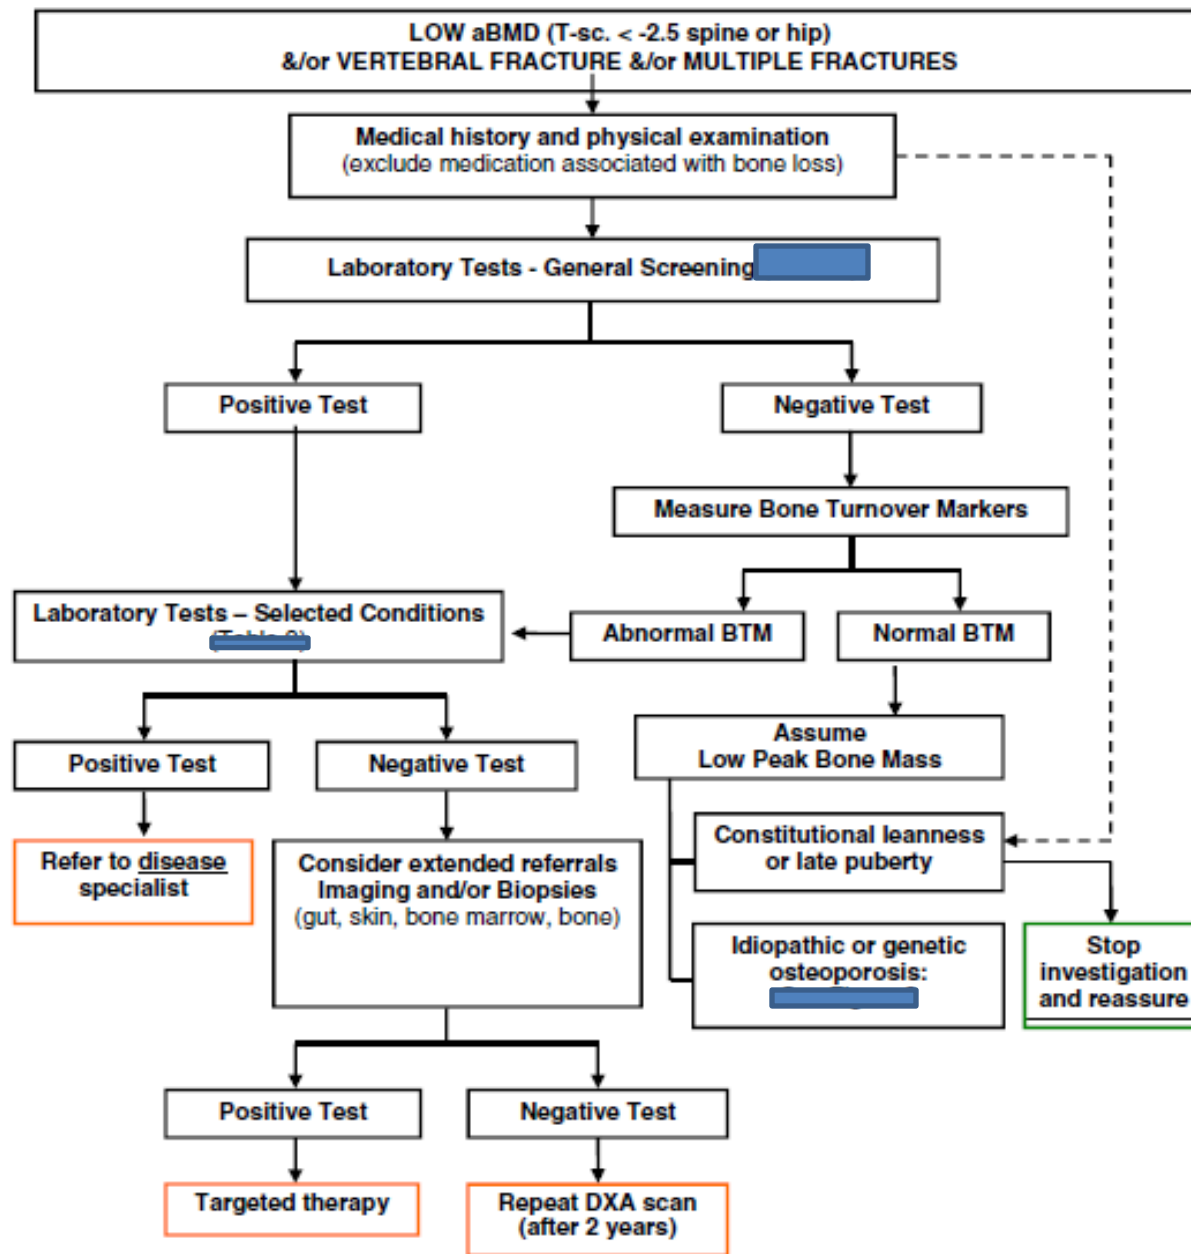 LOW aBMD (T-sc. < -2.5 spine or hip)
&/or VERTEBRAL FRACTURE &/or MULTIPLE FRACTURES
Medical history and physical examination
(exclude medication associated with bone loss)
Laboratory Tests - General Screening
Positive Test
Negative Test
Measure Bone Turnover Markers
Laboratory Tests – Selected Conditions
Abnormal BTM
Normal BTM
Assume
Low Peak Bone Mass
Positive Test
Negative Test
Constitutional leanness
or late puberty
Refer to disease
specialist
Consider extended referrals
Imaging and/or Biopsies
(gut, skin, bone marrow, bone)
Idiopathic or genetic
osteoporosis:
Stop
investigation
and reassure
Positive Test
Negative Test
Targeted therapy
Repeat DXA scan
(after 2 years)